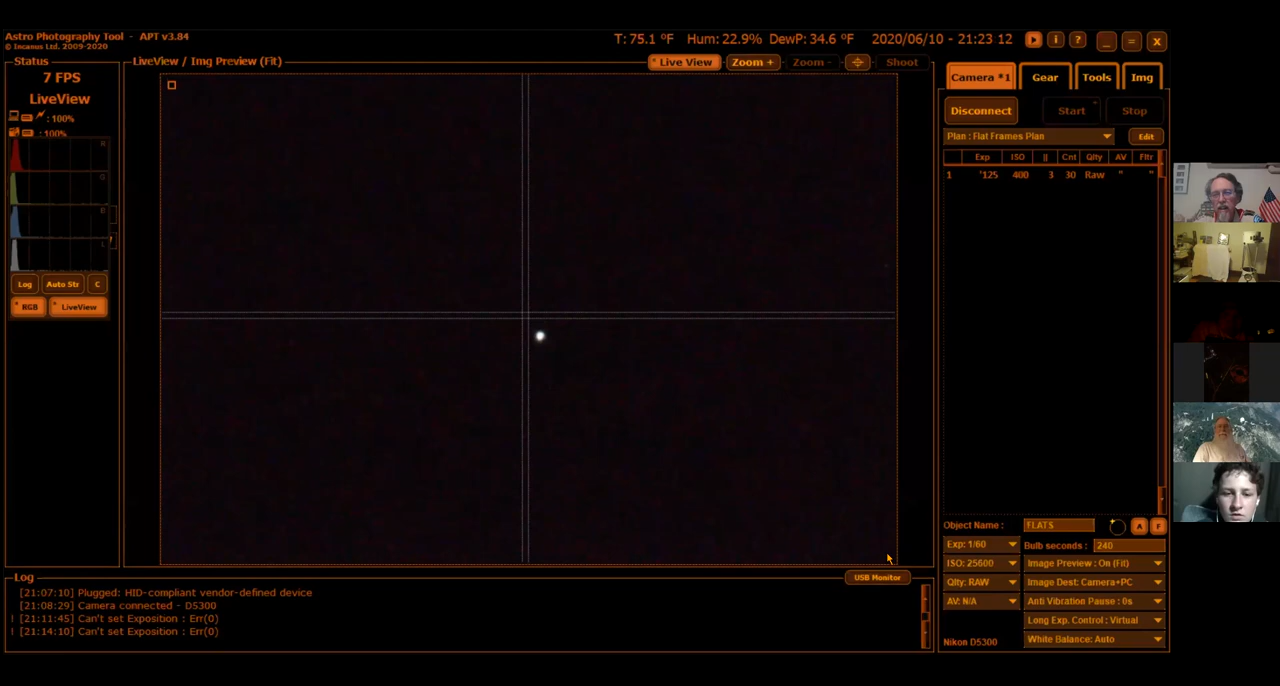 Astro Photography Tool - APT v3.84
© Incanus Ltd. 2009-2020
T: 75.1 °F Hum: 22.9% DewP: 34.6 °F 2020/06/10 - 21:23 12
i ? _ = X
Status
7 FPS
LiveView
: 100%
: 100%
R
G
B
L
Log Auto Str C
RGB LiveView
LiveView / Img Preview (Fit)
Live View Zoom + Zoom - Shoot
Camera *1 Gear Tools Img
Disconnect Start Stop
Plan : Flat Frames Plan Edit
Exp ISO || Cnt Qlty AV Fltr
1 '125 400 3 30 Raw " "
Object Name : FLATS A F
Exp: 1/60 Bulb seconds : 240
ISO: 25600 Image Preview : On (Fit)
Qlty: RAW Image Dest: Camera+PC
AV: N/A Anti Vibration Pause : 0s
Long Exp. Control : Virtual
Nikon D5300 White Balance: Auto
Log USB Monitor
[21:07:10] Plugged: HID-compliant vendor-defined device
[21:08:29] Camera connected - D5300
! [21:11:45] Can't set Exposition : Err(0)
! [21:14:10] Can't set Exposition : Err(0)